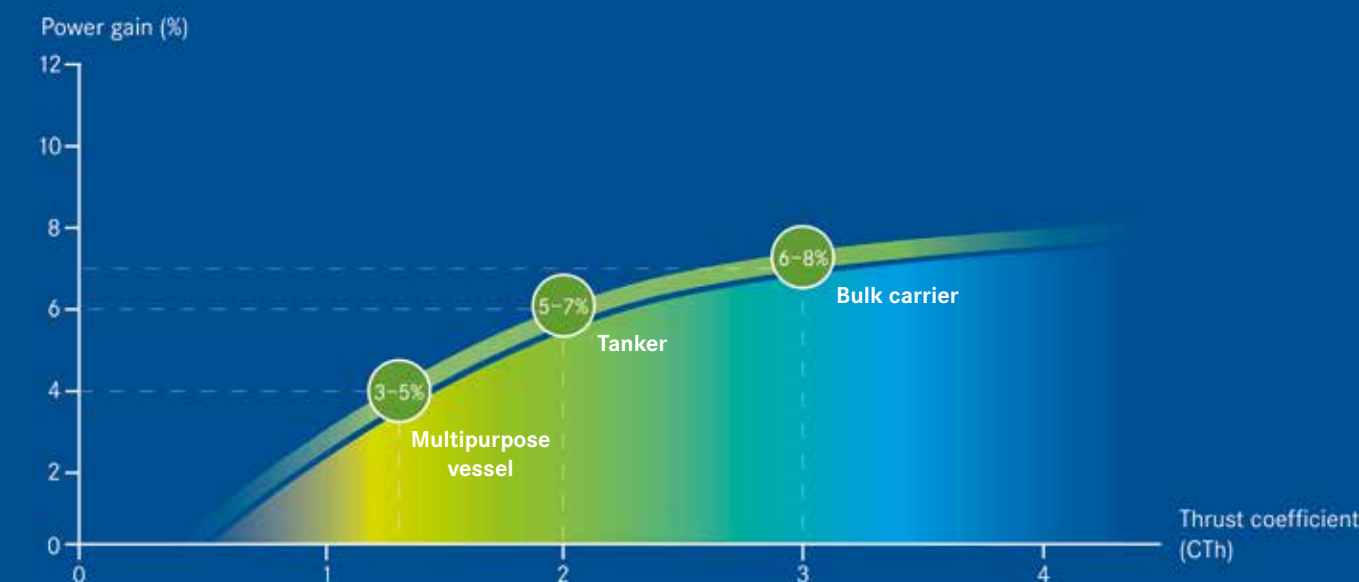 Power gain (%)
12
10
8
6
4
2
0
6–8%
Bulk carrier
5–7%
Tanker
3–5%
Multipurpose
vessel
0
1
2
3
4
Thrust coefficient
(CTh)